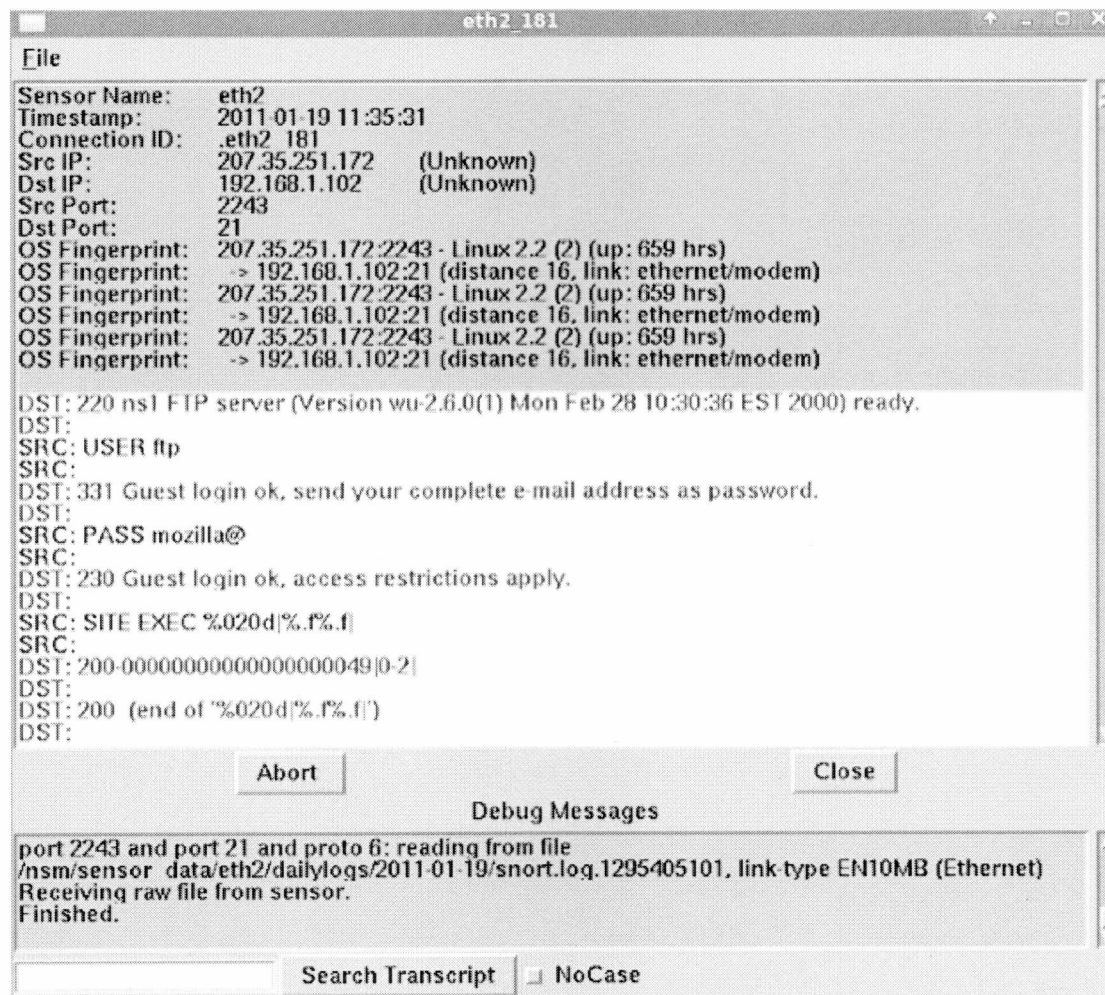 eth2_181
File
Sensor Name: eth2
Timestamp: 2011-01-19 11:35:31
Connection ID: .eth2_181
Src IP: 207.35.251.172 (Unknown)
Dst IP: 192.168.1.102 (Unknown)
Src Port: 2243
Dst Port: 21
OS Fingerprint: 207.35.251.172:2243 - Linux 2.2 (2) (up: 659 hrs)
OS Fingerprint: -> 192.168.1.102:21 (distance 16, link: ethernet/modem)
OS Fingerprint: 207.35.251.172:2243 - Linux 2.2 (2) (up: 659 hrs)
OS Fingerprint: -> 192.168.1.102:21 (distance 16, link: ethernet/modem)
OS Fingerprint: 207.35.251.172:2243 - Linux 2.2 (2) (up: 659 hrs)
OS Fingerprint: -> 192.168.1.102:21 (distance 16, link: ethernet/modem)
DST: 220 ns1 FTP server (Version wu-2.6.0(1) Mon Feb 28 10:30:36 EST 2000) ready.
DST:
SRC: USER ftp
SRC:
DST: 331 Guest login ok, send your complete e-mail address as password.
DST:
SRC: PASS mozilla@
SRC:
DST: 230 Guest login ok, access restrictions apply.
DST:
SRC: SITE EXEC %020d|%.f%.f|
SRC:
DST: 200-00000000000000000049|0-2|
DST:
DST: 200 (end of '%020d|%.f%.f|')
DST:
Abort Close
Debug Messages
port 2243 and port 21 and proto 6: reading from file
/nsm/sensor_data/eth2/dailylogs/2011-01-19/snort.log.1295405101, link-type EN10MB (Ethernet)
Receiving raw file from sensor.
Finished.
Search Transcript NoCase